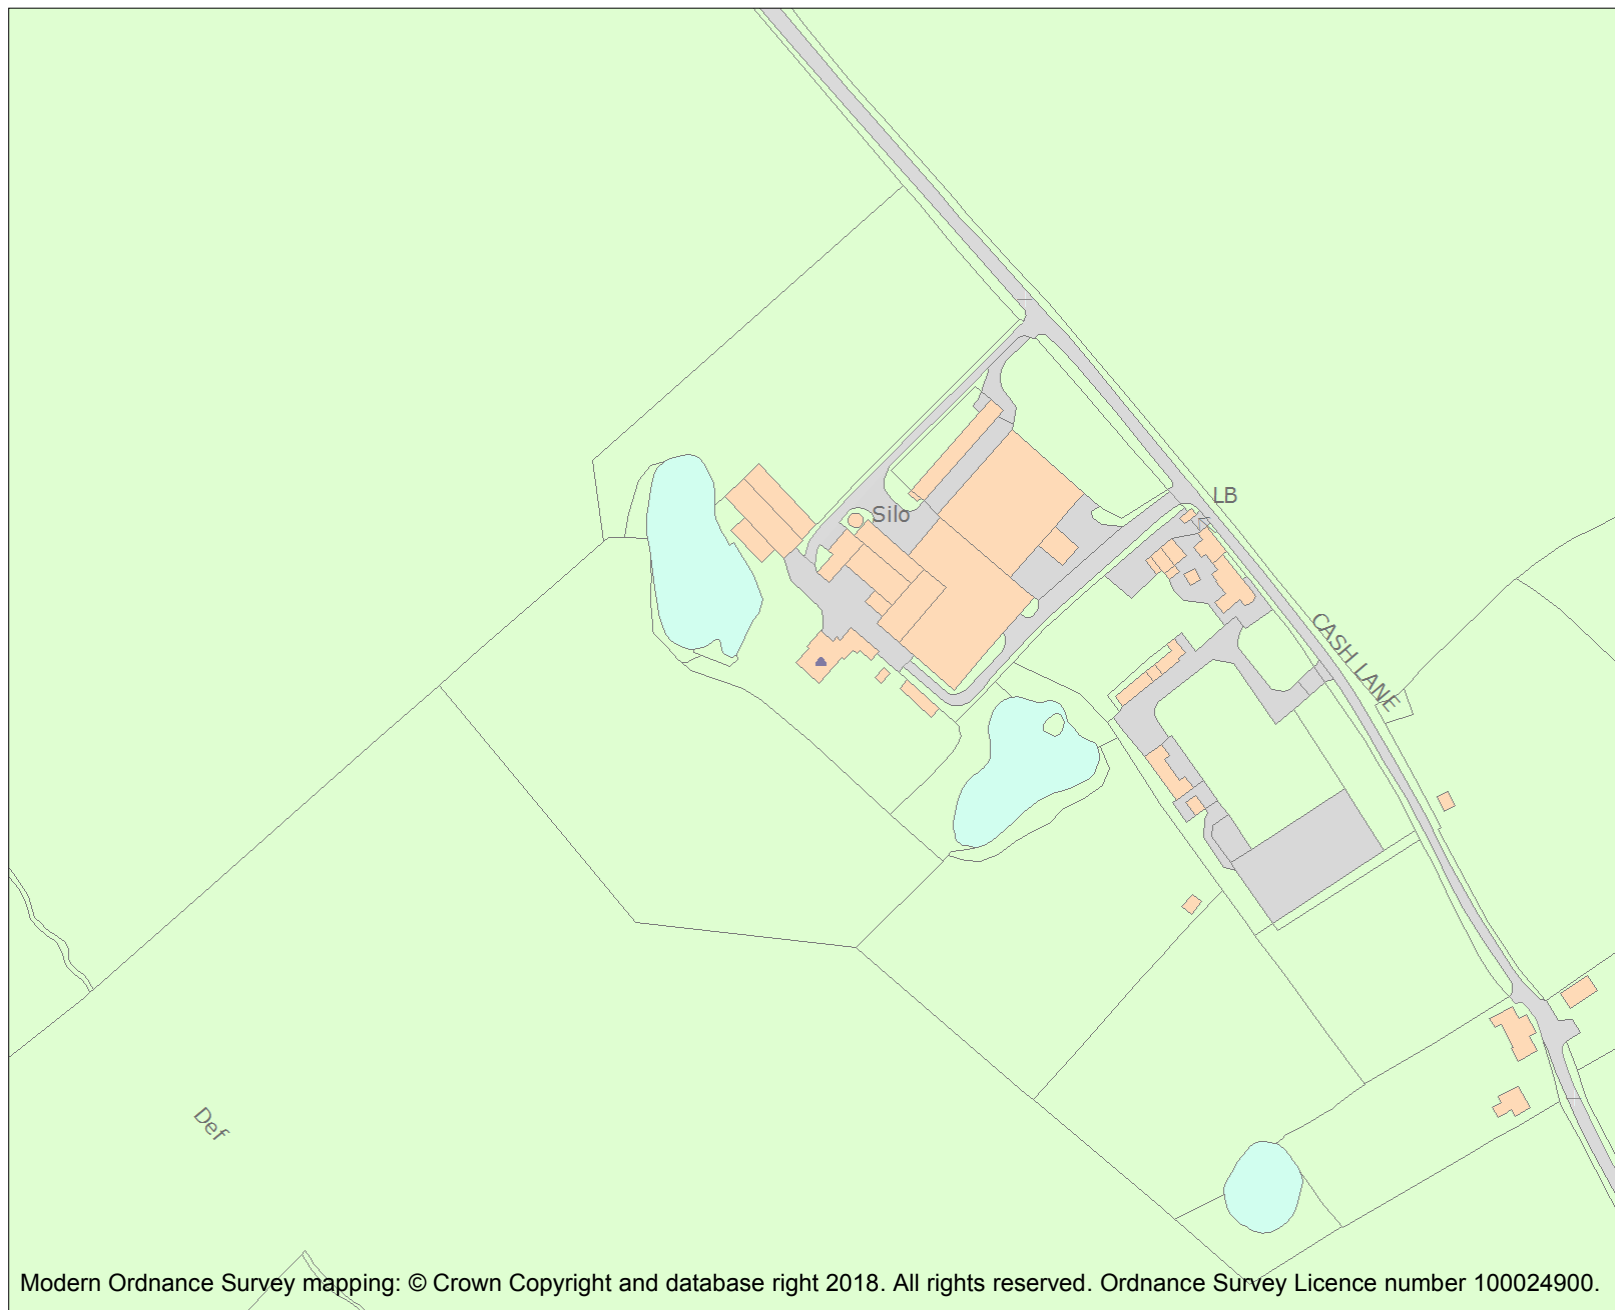 LB
Silo
CASH LANE
Def
Modern Ordnance Survey mapping: © Crown Copyright and database right 2018. All rights reserved. Ordnance Survey Licence number 100024900.